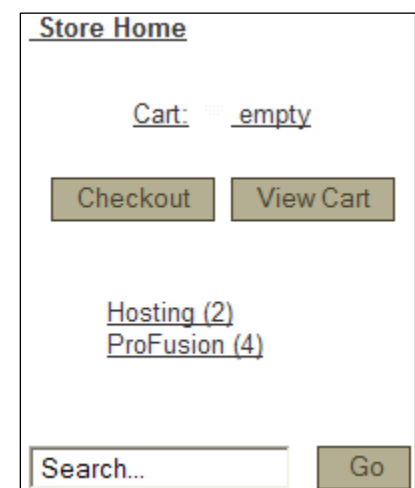 Store Home
Cart: empty
Checkout View Cart
Hosting (2)
ProFusion (4)
Search... Go